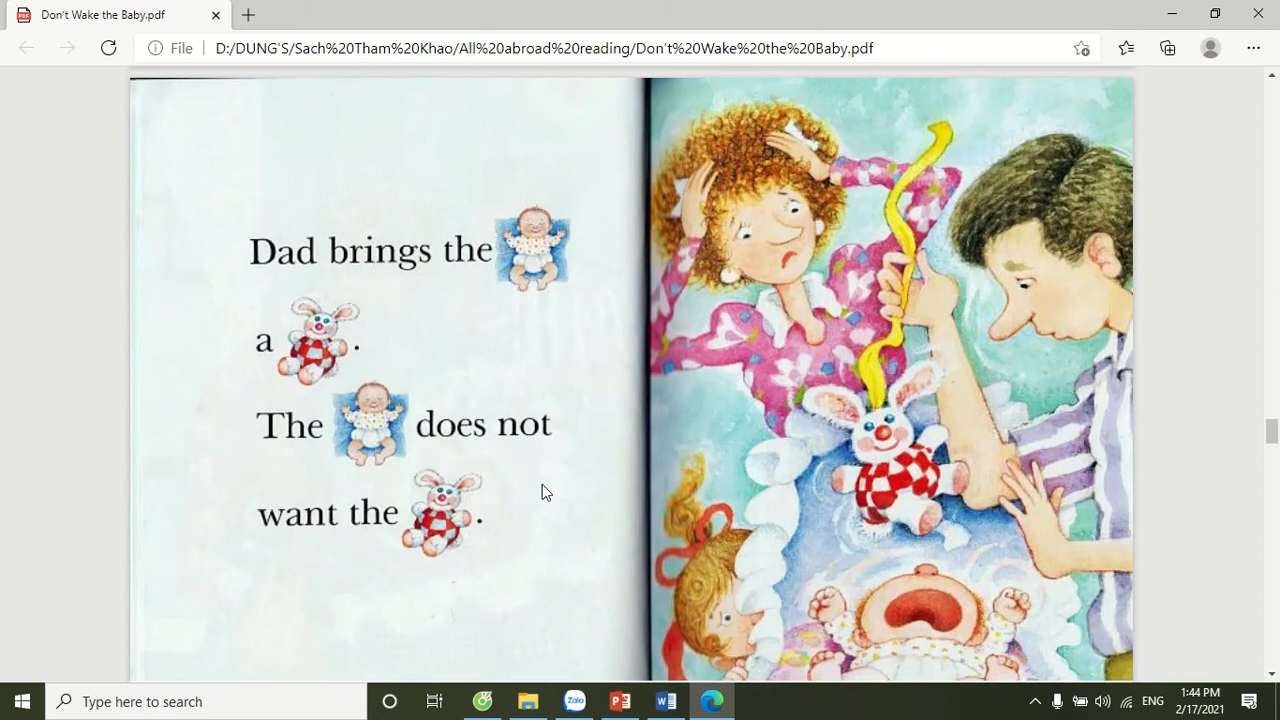 Don't Wake the Baby.pdf
File
D:/DUNG'S/Sach%20Tham%20Khao/All%20abroad%20reading/Don't%20Wake%20the%20Baby.pdf
Dad brings the
a .
The does not
want the .
Type here to search
Zalo
ENG
1:44 PM
2/17/2021